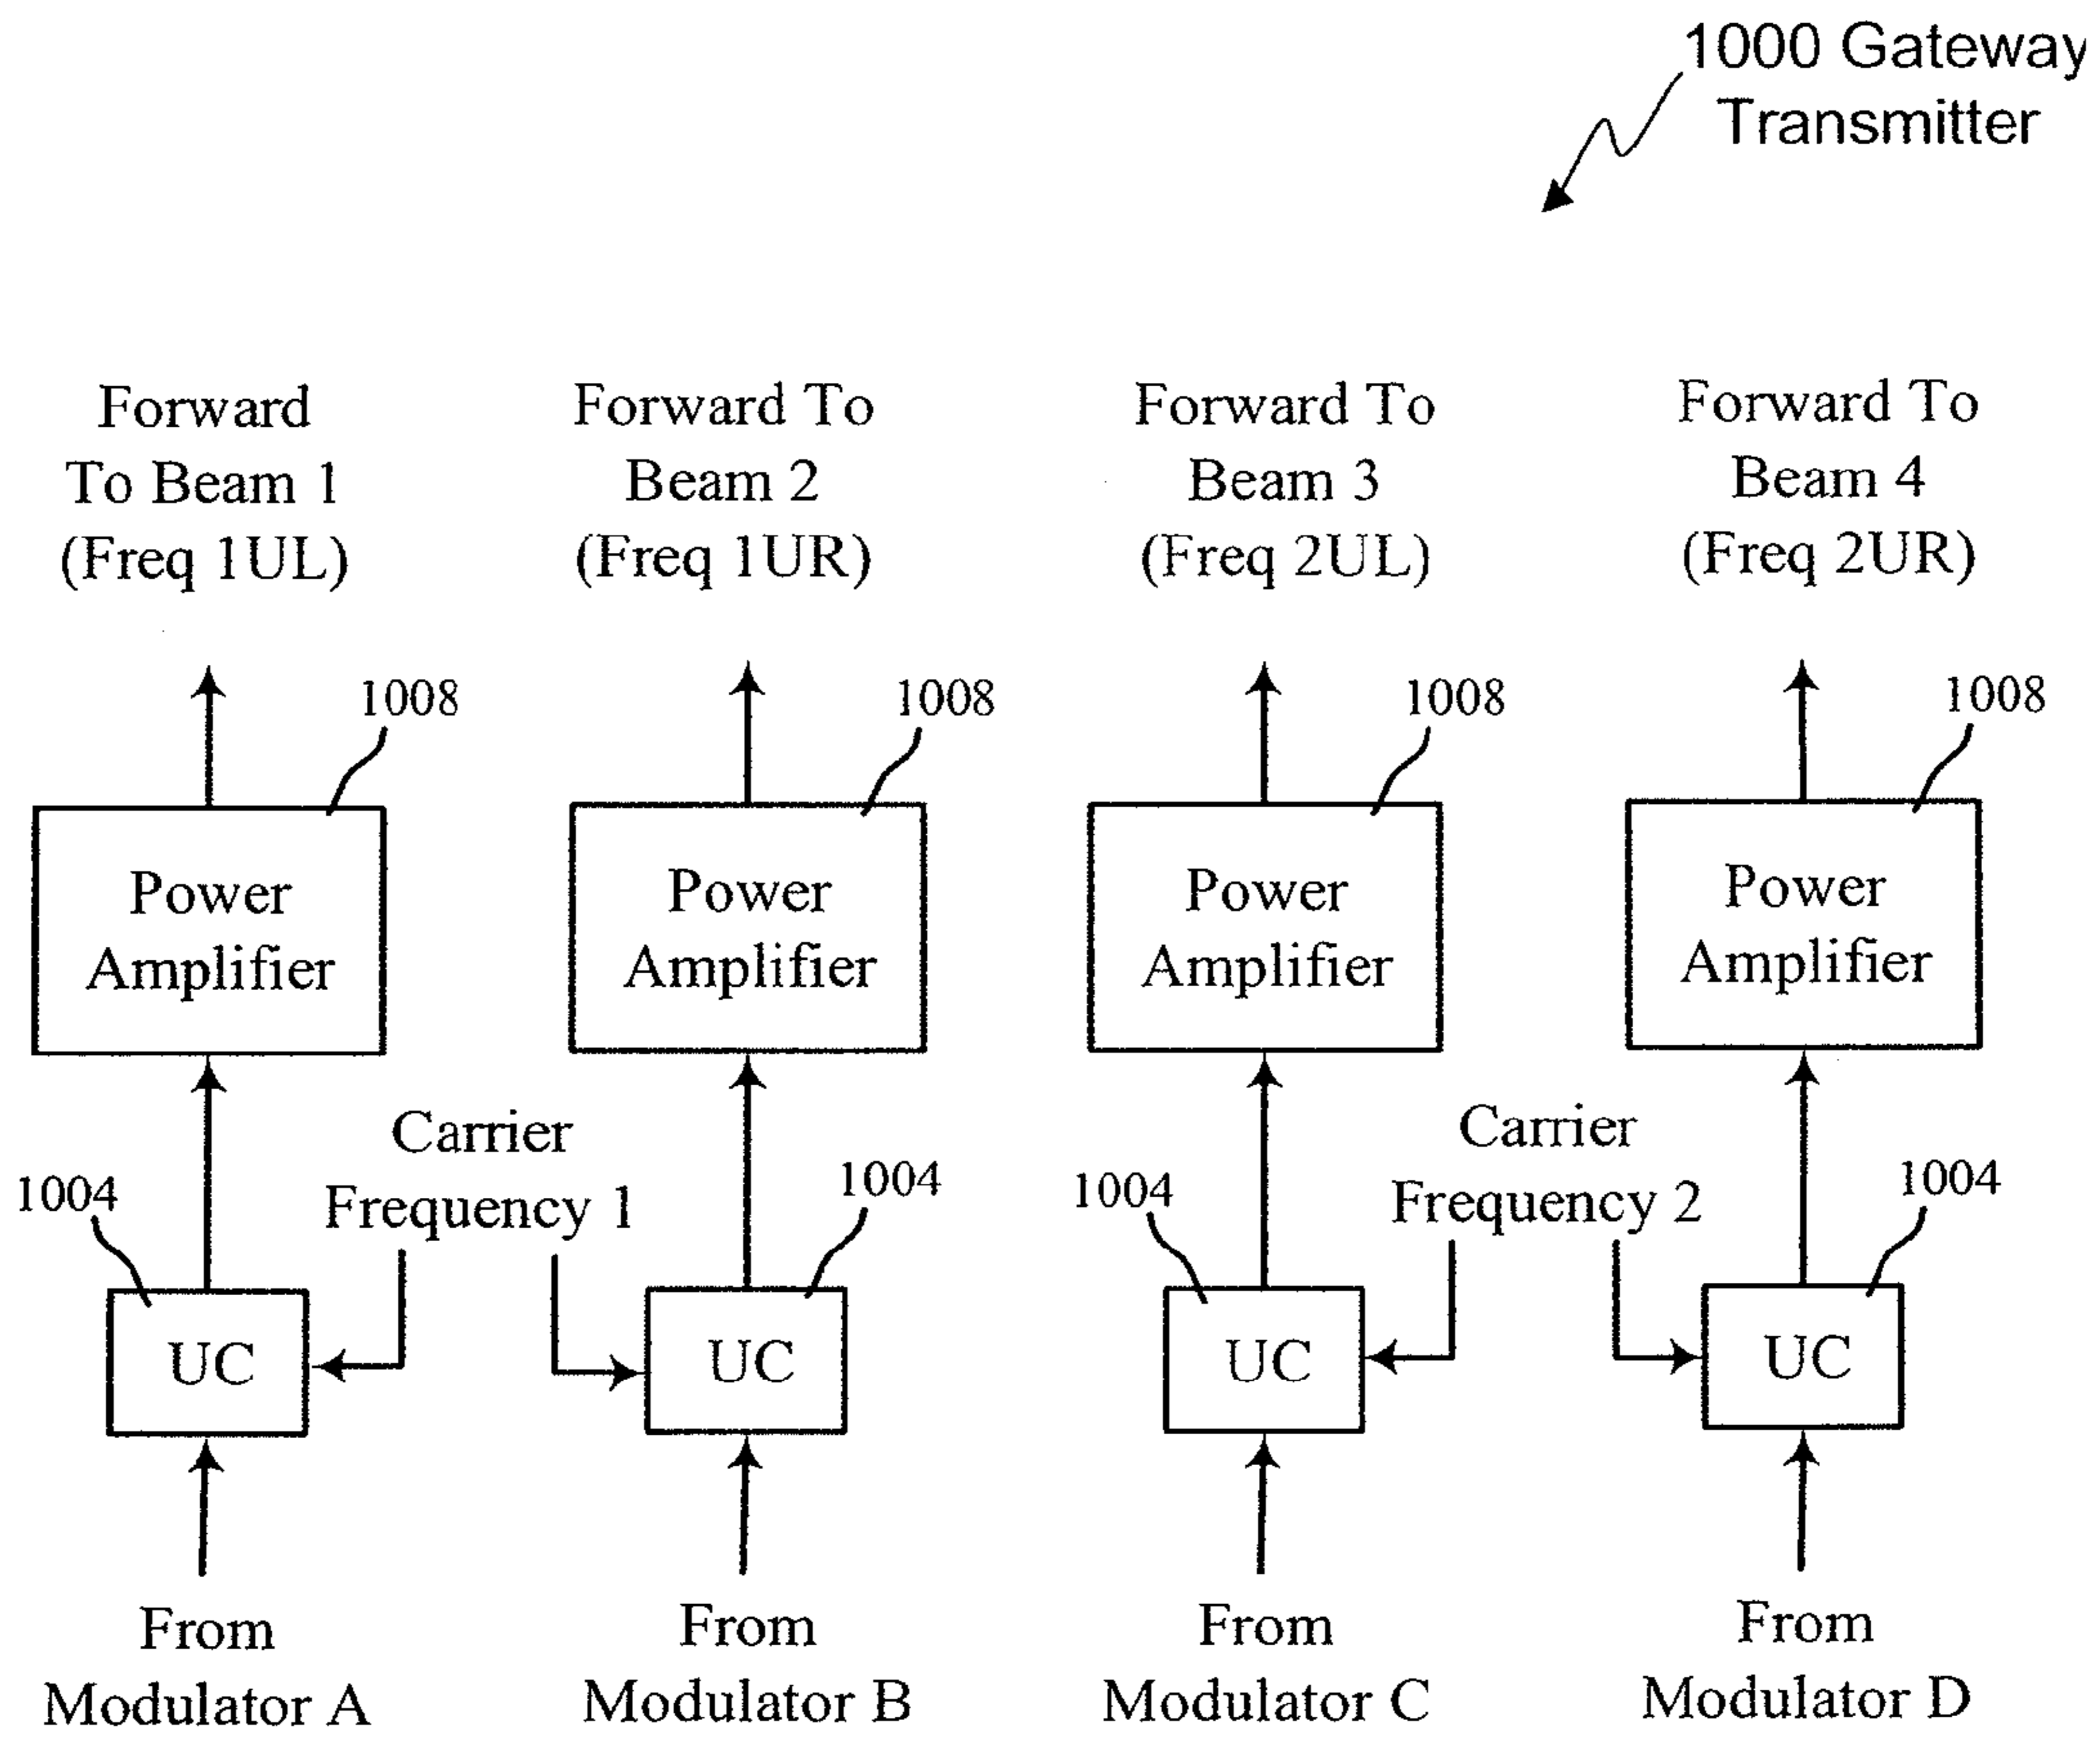 1000 Gateway
Transmitter
Forward
To Beam 1
(Freq 1UL)
Forward To
Beam 2
(Freq 1UR)
Forward To
Beam 3
(Freq 2UL)
Forward To
Beam 4
(Freq 2UR)
1008
1008
1008
1008
Power
Amplifier
Power
Amplifier
Power
Amplifier
Power
Amplifier
Carrier
Frequency 1
Carrier
Frequency 2
1004
1004
1004
1004
UC
UC
UC
UC
From
Modulator A
From
Modulator B
From
Modulator C
From
Modulator D